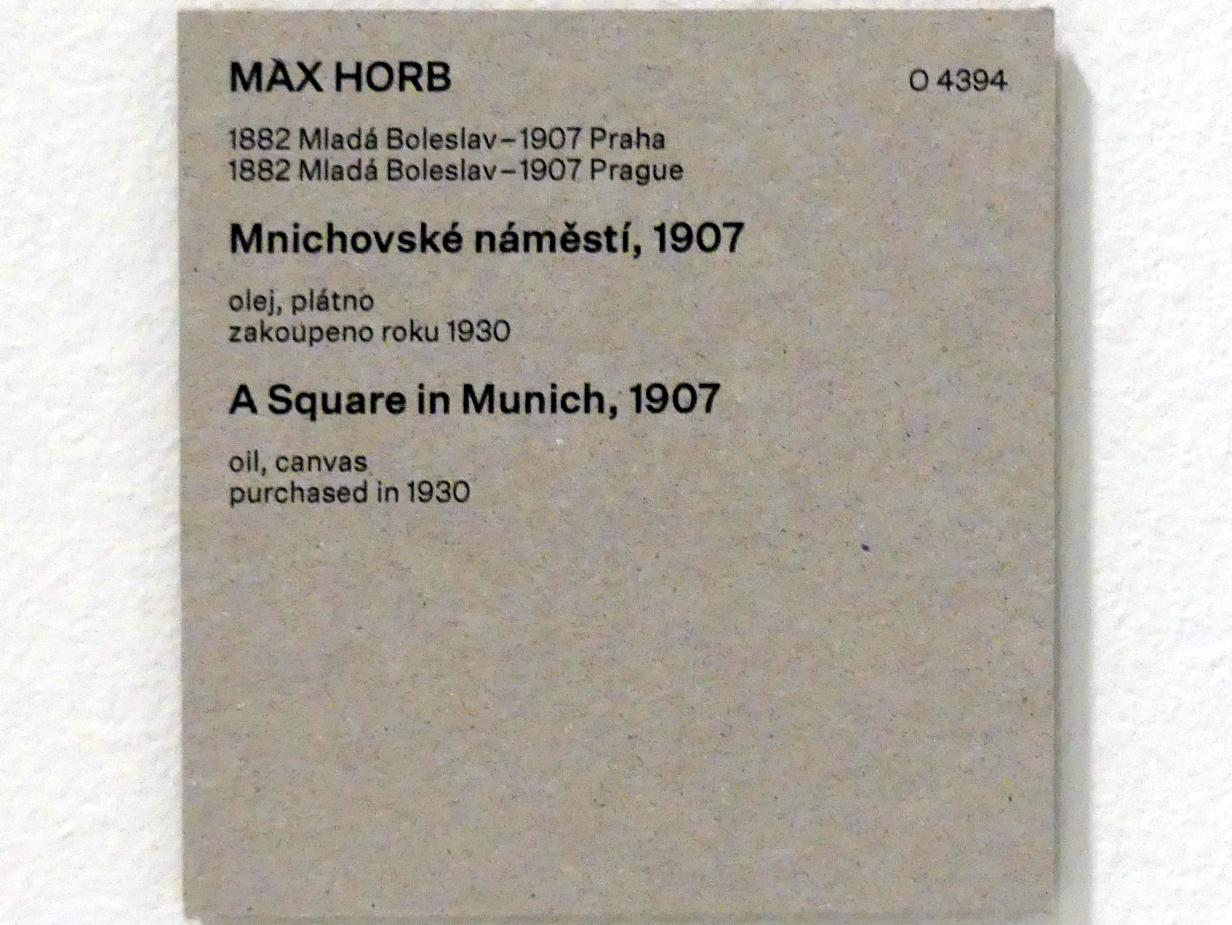 MAX HORB O 4394
1882 Mladá Boleslav–1907 Praha
1882 Mladá Boleslav–1907 Prague
Mnichovské náměstí, 1907
olej, plátno
zakoupeno roku 1930
A Square in Munich, 1907
oil, canvas
purchased in 1930